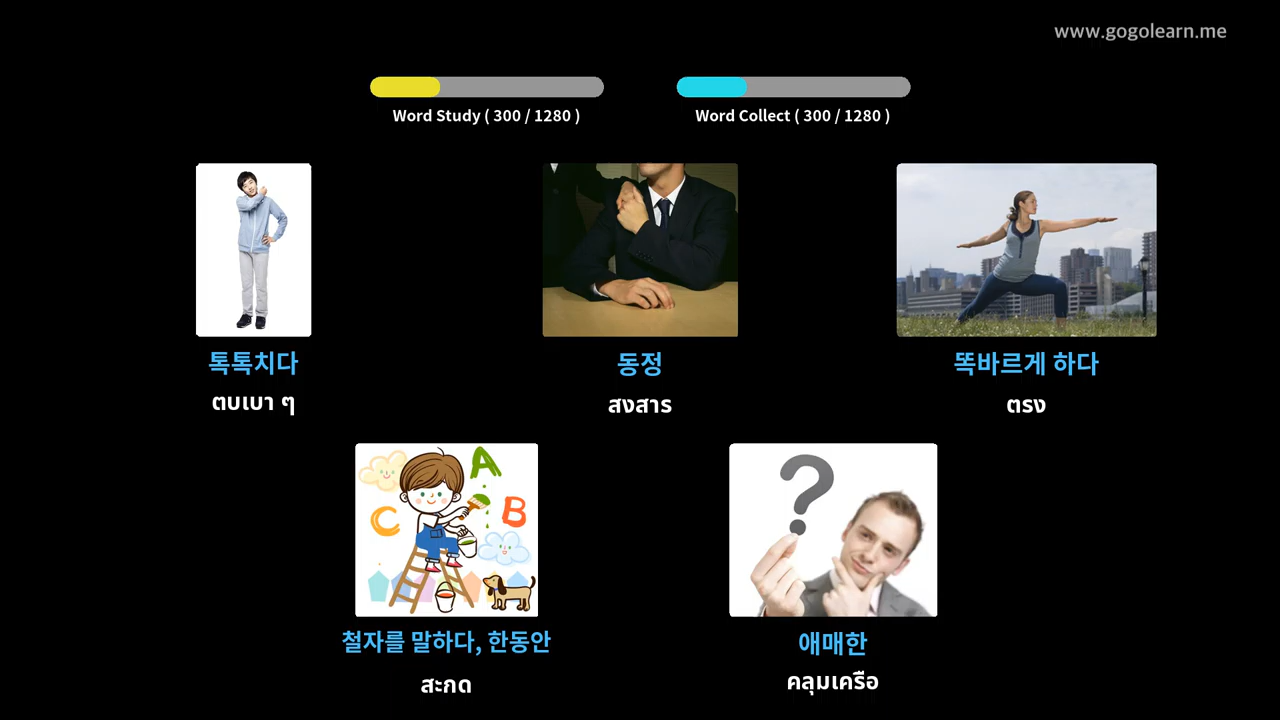 www.gogolearn.me
Word Study ( 300 / 1280 )
Word Collect ( 300 / 1280 )
톡톡치다
ตบเบา ๆ
동정
สงสาร
똑바르게 하다
ตรง
A
B
C
철자를 말하다, 한동안
สะกด
?
애매한
คลุมเครือ